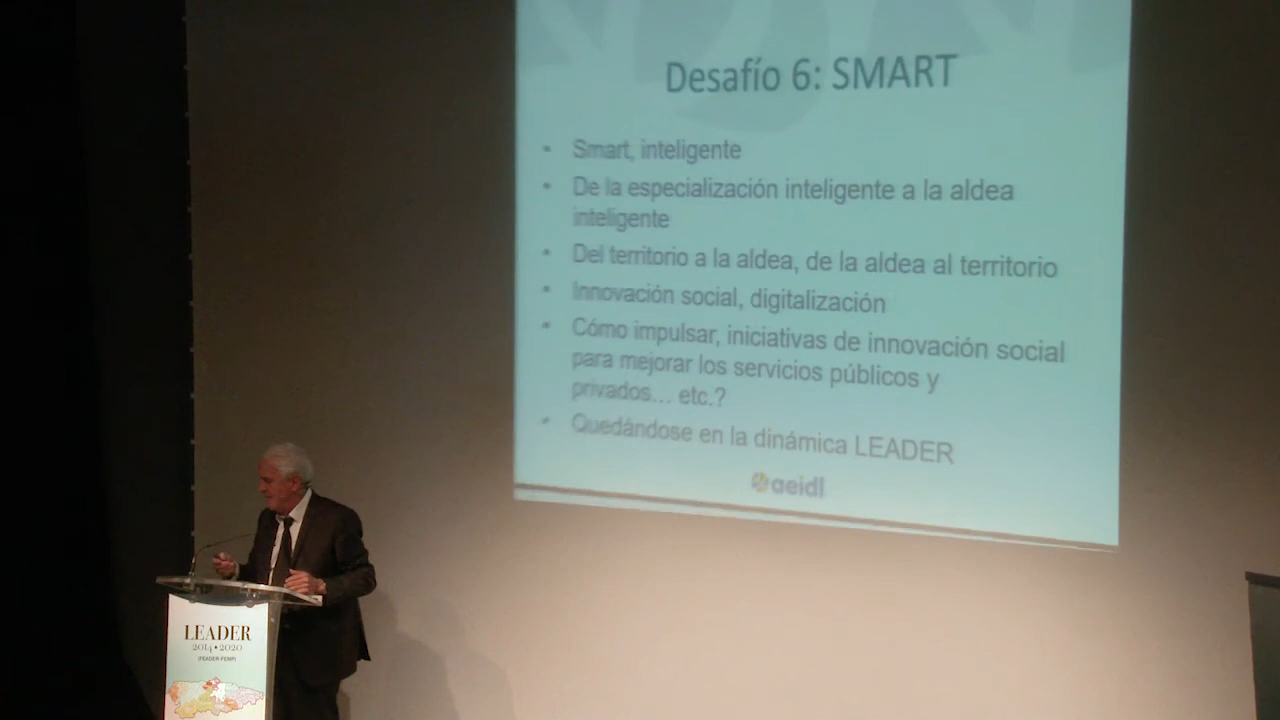 Desafío 6: SMART
• Smart, inteligente
• De la especialización inteligente a la aldea
inteligente
• Del territorio a la aldea, de la aldea al territorio
• Innovación social, digitalización
• Cómo impulsar, iniciativas de innovación social
para mejorar los servicios públicos y
privados... etc.?
• Quedándose en la dinámica LEADER
aeidl
LEADER
2014•2020
(FEADER-FEMP)